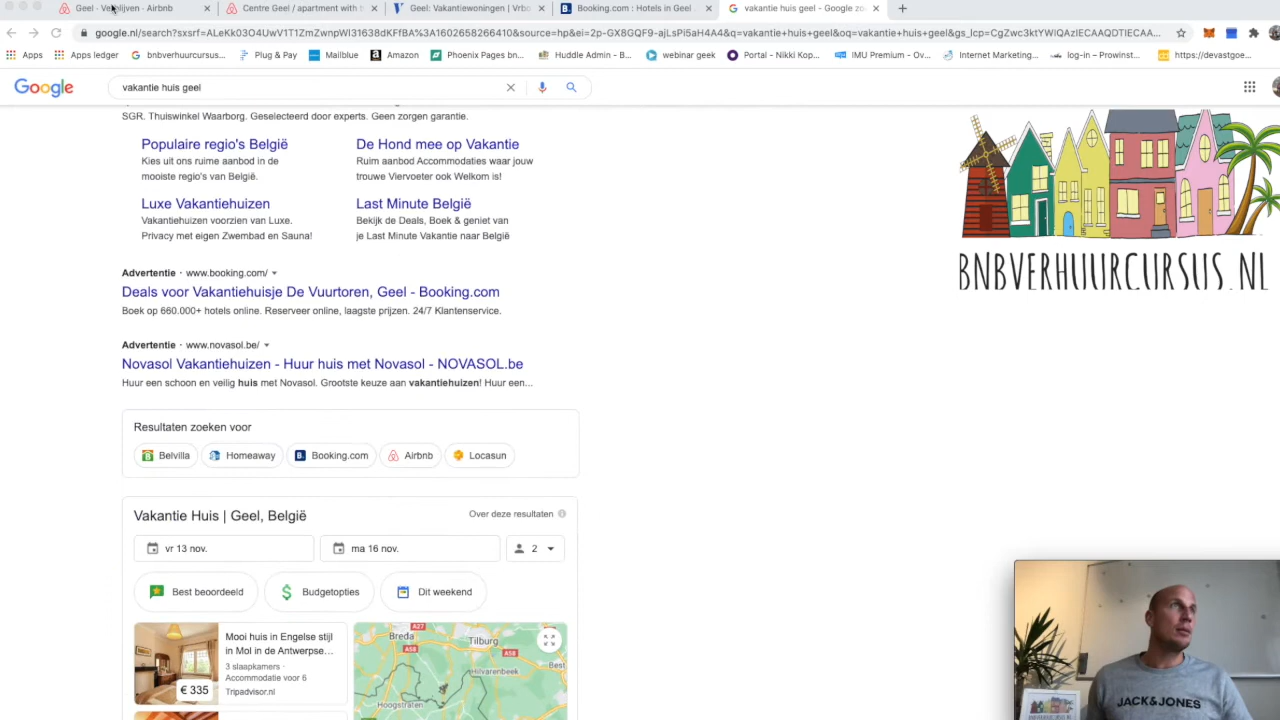 Geel - Verblijven - Airbnb
Centre Geel / apartment with
Geel: Vakantiewoningen | Vrbo
Booking.com : Hotels in Geel
vakantie huis geel - Google zo
google.nl/search?sxsrf=
source=hp&ei=2p-GX8GQF9-ajLsPi5aH4A4&q=vakantie+huis+geel&oq=vakantie+huis+geel&gs_lcp=
Apps
Apps ledger
bnbverhuurcursus...
Plug & Pay
Mailblue
Amazon
Phoenix Pages bn...
Huddle Admin - B...
webinar geek
Portal - Nikki Kop...
IMU Premium - Ov...
Internet Marketing...
log-in – ProwInst...
https://devastgoe...
Google
vakantie huis geel
SGR. Thuiswinkel Waarborg. Geselecteerd door experts. Geen zorgen garantie.
Populaire regio's België
Kies uit ons ruime aanbod in de
mooiste regio's van België.
De Hond mee op Vakantie
Ruim aanbod Accommodaties waar jouw
trouwe Viervoeter ook Welkom is!
Luxe Vakantiehuizen
Vakantiehuizen voorzien van Luxe.
Privacy met eigen Zwembad en Sauna!
Last Minute België
Bekijk de Deals, Boek & geniet van
je Last Minute Vakantie naar België
Advertentie · www.booking.com/
Deals voor Vakantiehuisje De Vuurtoren, Geel - Booking.com
Boek op 660.000+ hotels online. Reserveer online, laagste prijzen. 24/7 Klantenservice.
Advertentie · www.novasol.be/
Novasol Vakantiehuizen - Huur huis met Novasol - NOVASOL.be
Huur een schoon en veilig huis met Novasol. Grootste keuze aan vakantiehuizen! Huur een...
Resultaten zoeken voor
Belvilla
Homeaway
Booking.com
Airbnb
Locasun
Vakantie Huis | Geel, België
Over deze resultaten
vr 13 nov.
ma 16 nov.
2
Best beoordeeld
Budgetopties
Dit weekend
Mooi huis in Engelse stijl
in Mol in de Antwerpse...
3 slaapkamers ·
Accommodatie voor 6
Tripadvisor.nl
€ 335
A27
Breda
Tilburg
A58
A58
Hilvarenbeek
Best
Hoogstraten
BNBVERHUURCURSUS.NL
JACK&JONES
BNBVERHUURCURSUS